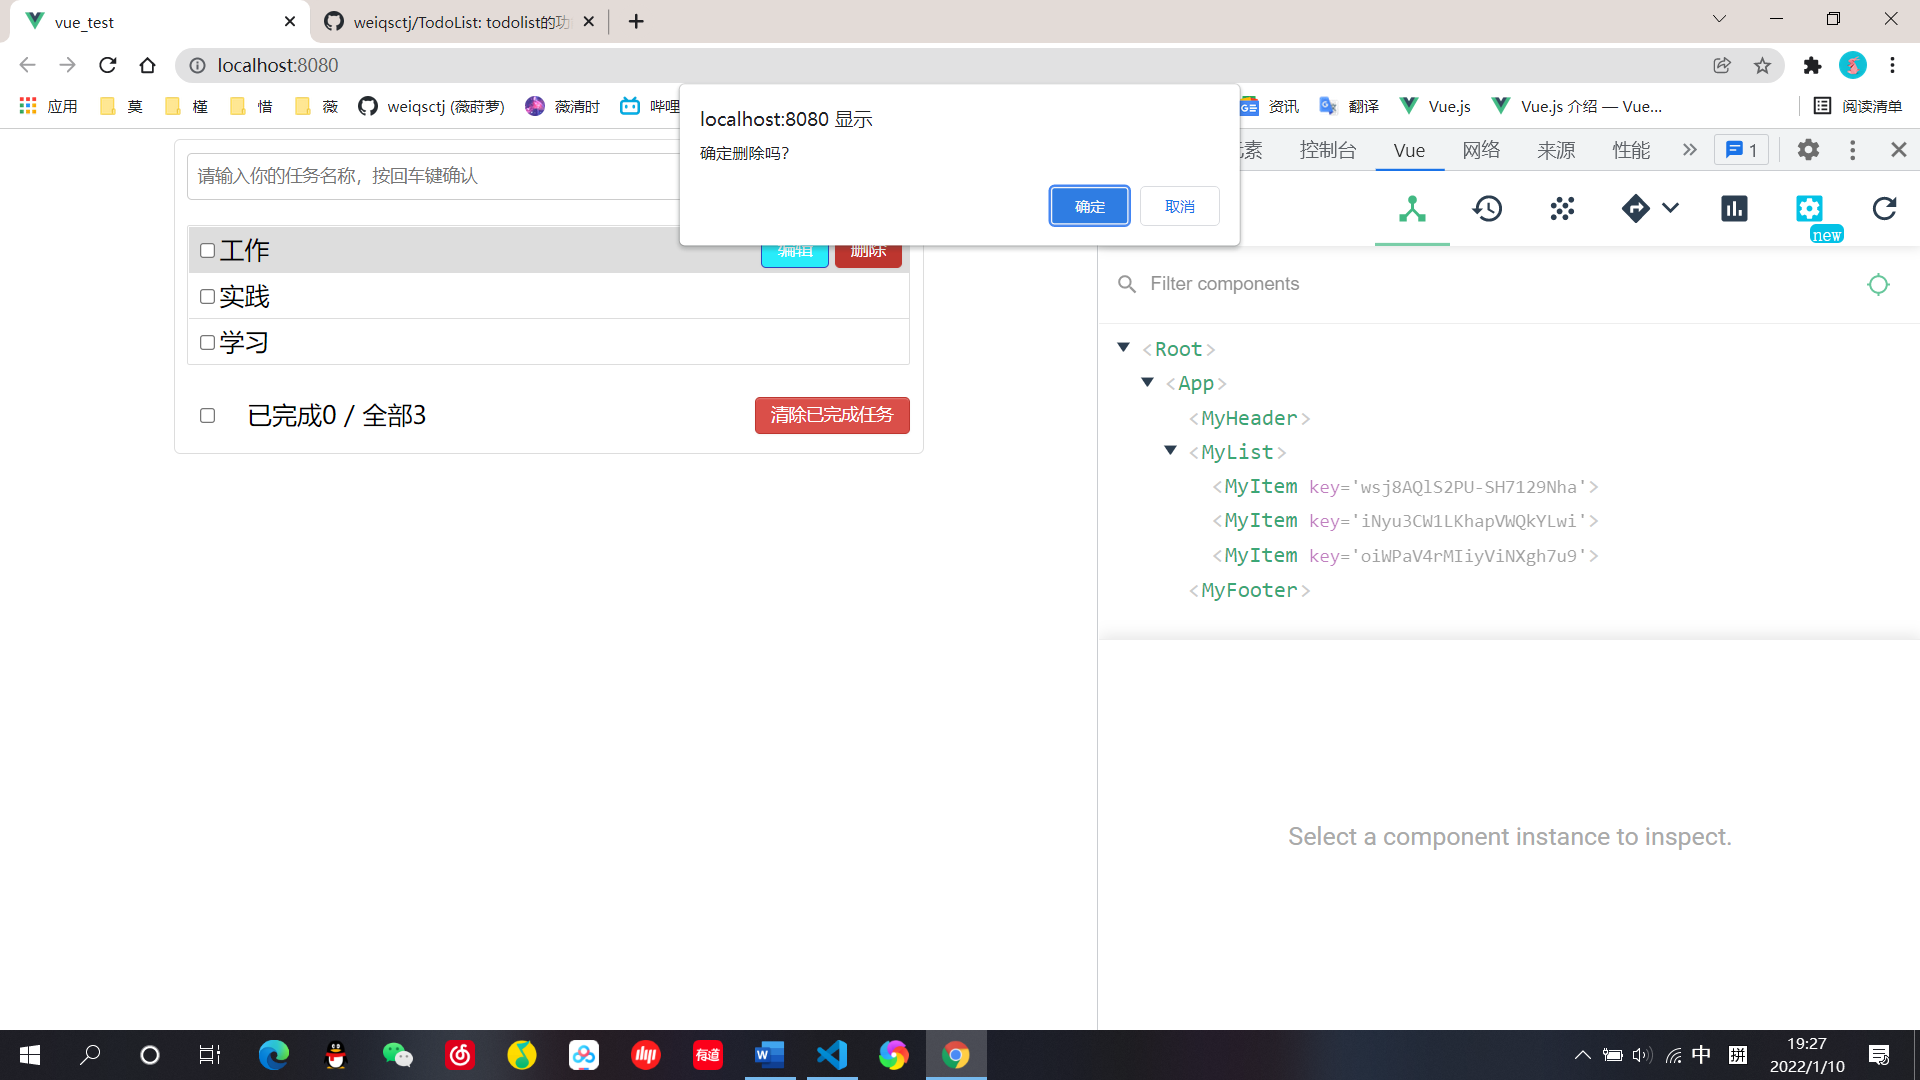 vue_test
weiqsctj/TodoList: todolist的功
localhost:8080
应用
莫
槿
惜
薇
weiqsctj (薇莳萝)
薇清时
哔哩
资讯
翻译
Vue.js
Vue.js 介绍 — Vue...
阅读清单
localhost:8080 显示
确定删除吗?
确定
取消
请输入你的任务名称，按回车键确认
工作
编辑
删除
实践
学习
已完成0 / 全部3
清除已完成任务
素
控制台
Vue
网络
来源
性能
1
new
Filter components
<Root>
<App>
<MyHeader>
<MyList>
<MyItem key='wsj8AQlS2PU-SH7129Nha'>
<MyItem key='iNyu3CW1LKhapVWQkYLwi'>
<MyItem key='oiWPaV4rMIiyViNXgh7u9'>
<MyFooter>
Select a component instance to inspect.
有道
中
拼
19:27
2022/1/10